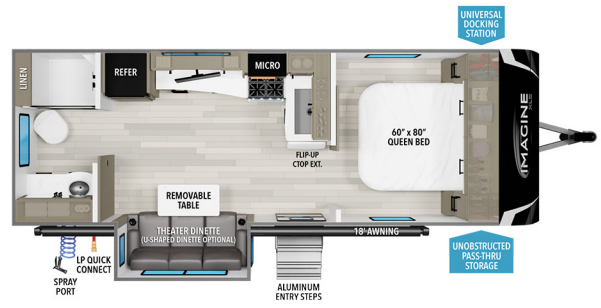 UNIVERSAL
DOCKING
STATION
LINEN
REFER
MICRO
60" x 80"
QUEEN BED
IMAGINE
FLIP-UP
CTOP EXT.
REMOVABLE
TABLE
THEATER DINETTE
(U-SHAPED DINETTE OPTIONAL)
18' AWNING
LP QUICK
CONNECT
SPRAY
PORT
ALUMINUM
ENTRY STEPS
UNOBSTRUCTED
PASS-THRU
STORAGE